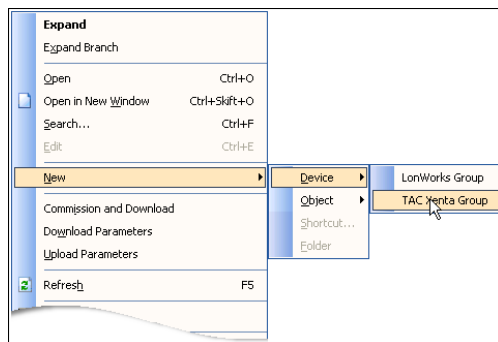 Expand
Expand Branch
Open Ctrl+O
Open in New Window Ctrl+Skift+O
Search... Ctrl+F
Edit Ctrl+E
New Device LonWorks Group
Commission and Download Object TAC Xenta Group
Download Parameters Shortcut...
Upload Parameters Folder
Refresh F5